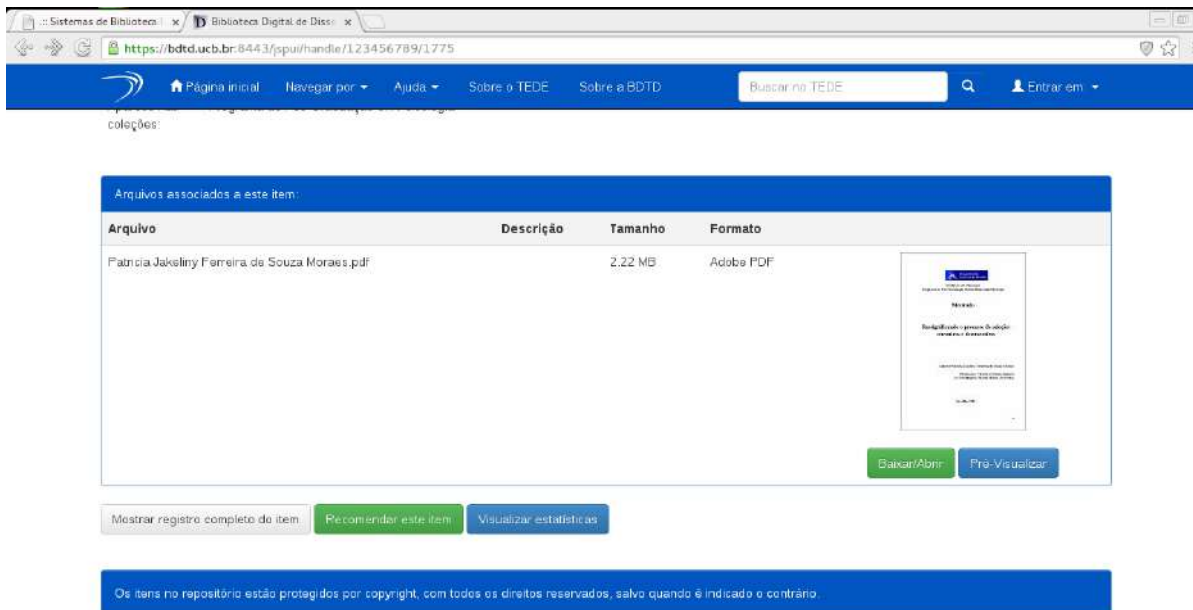 .:: Sistemas de Biblioteca
Biblioteca Digital de Disse
https://bdtd.ucb.br:8443/jspui/handle/123456789/1775
Página inicial Navegar por Ajuda Sobre o TEDE Sobre a BDTD Buscar no TEDE Entrar em
coleções:
Arquivos associados a este item:
Arquivo Descrição Tamanho Formato
Patricia Jakeliny Ferreira de Souza Moraes.pdf 2.22 MB Adobe PDF
Mestrado
Baixar/Abrir Pré-Visualizar
Mostrar registro completo do item Recomendar este item Visualizar estatísticas
Os itens no repositório estão protegidos por copyright, com todos os direitos reservados, salvo quando é indicado o contrário.